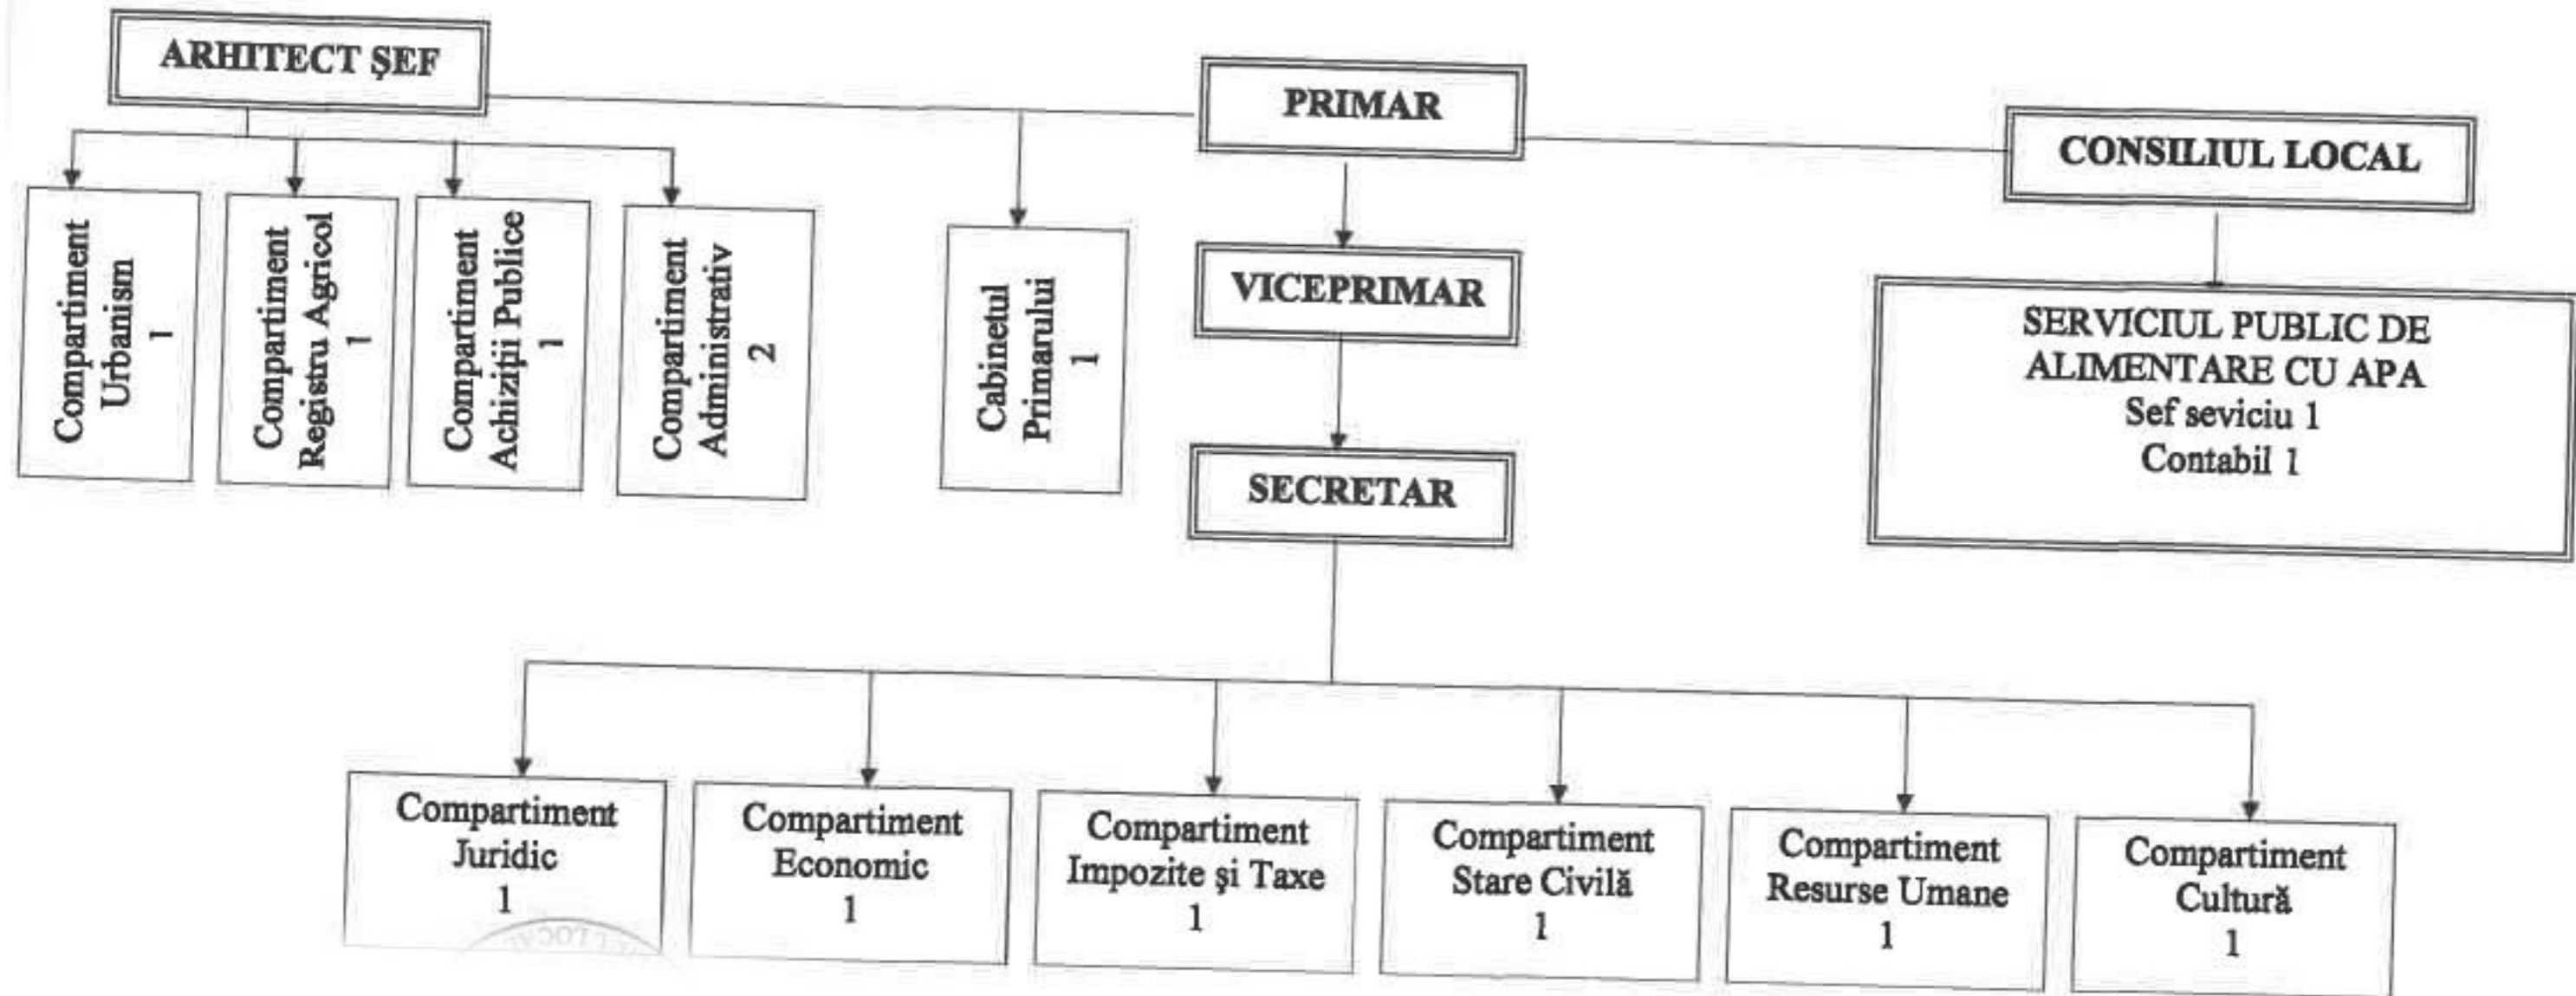 ARHITECT ŞEF
PRIMAR
CONSILIUL LOCAL
Compartiment
Urbanism
1
Compartiment
Registru Agricol
1
Compartiment
Achiziţii Publice
1
Compartiment
Administrativ
2
Cabinetul
Primarului
1
VICEPRIMAR
SECRETAR
SERVICIUL PUBLIC DE
ALIMENTARE CU APA
Sef seviciu 1
Contabil 1
Compartiment
Juridic
1
Compartiment
Economic
1
Compartiment
Impozite şi Taxe
1
Compartiment
Stare Civilă
1
Compartiment
Resurse Umane
1
Compartiment
Cultură
1